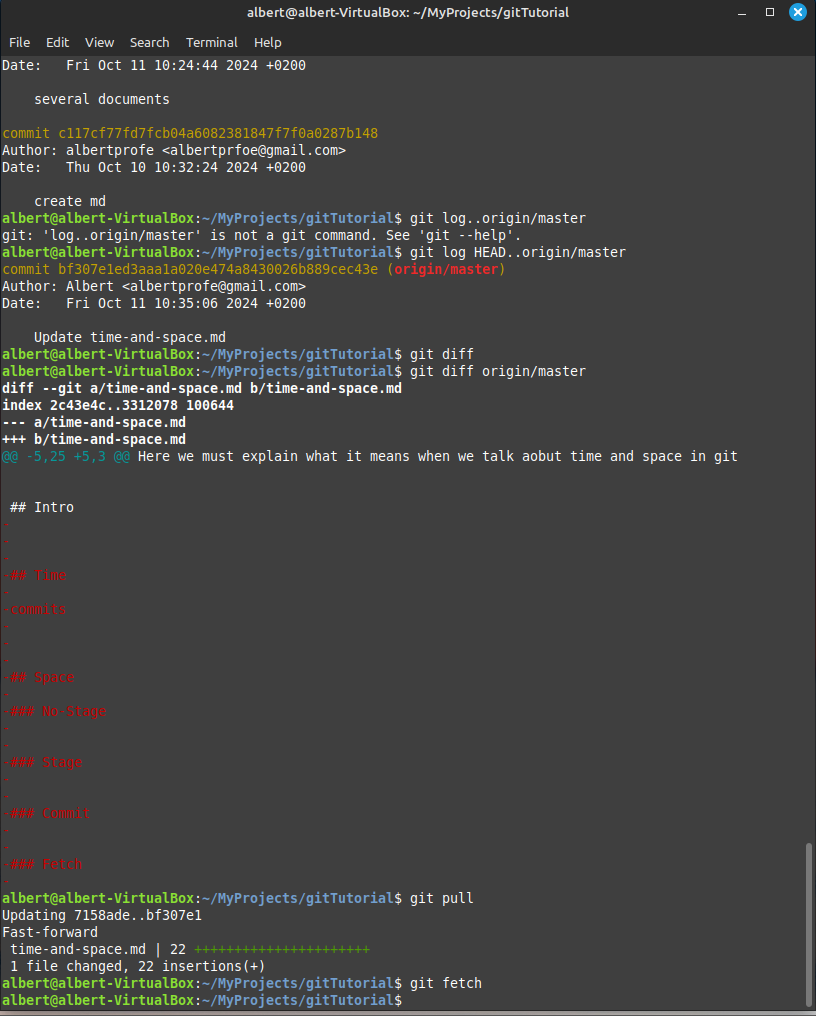 albert@albert-VirtualBox: ~/MyProjects/gitTutorial
File Edit View Search Terminal Help
Date:   Fri Oct 11 10:24:44 2024 +0200
    several documents
commit c117cf77fd7fcb04a6082381847f7f0a0287b148
Author: albertprofe <albertprfoe@gmail.com>
Date:   Thu Oct 10 10:32:24 2024 +0200
    create md
albert@albert-VirtualBox:~/MyProjects/gitTutorial$ git log..origin/master
git: 'log..origin/master' is not a git command. See 'git --help'.
albert@albert-VirtualBox:~/MyProjects/gitTutorial$ git log HEAD..origin/master
commit bf307e1ed3aaa1a020e474a8430026b889cec43e (origin/master)
Author: Albert <albertprofe@gmail.com>
Date:   Fri Oct 11 10:35:06 2024 +0200
    Update time-and-space.md
albert@albert-VirtualBox:~/MyProjects/gitTutorial$ git diff
albert@albert-VirtualBox:~/MyProjects/gitTutorial$ git diff origin/master
diff --git a/time-and-space.md b/time-and-space.md
index 2c43e4c..3312078 100644
--- a/time-and-space.md
+++ b/time-and-space.md
@@ -5,25 +5,3 @@ Here we must explain what it means when we talk aobut time and space in git
 ## Intro
-
-
-
-## Time
-
-commits
-
-
-
-## Space
-
-### No-Stage
-
-
-### Stage
-
-
-### Commit
-
-
-### Fetch
albert@albert-VirtualBox:~/MyProjects/gitTutorial$ git pull
Updating 7158ade..bf307e1
Fast-forward
 time-and-space.md | 22 ++++++++++++++++++++++
 1 file changed, 22 insertions(+)
albert@albert-VirtualBox:~/MyProjects/gitTutorial$ git fetch
albert@albert-VirtualBox:~/MyProjects/gitTutorial$